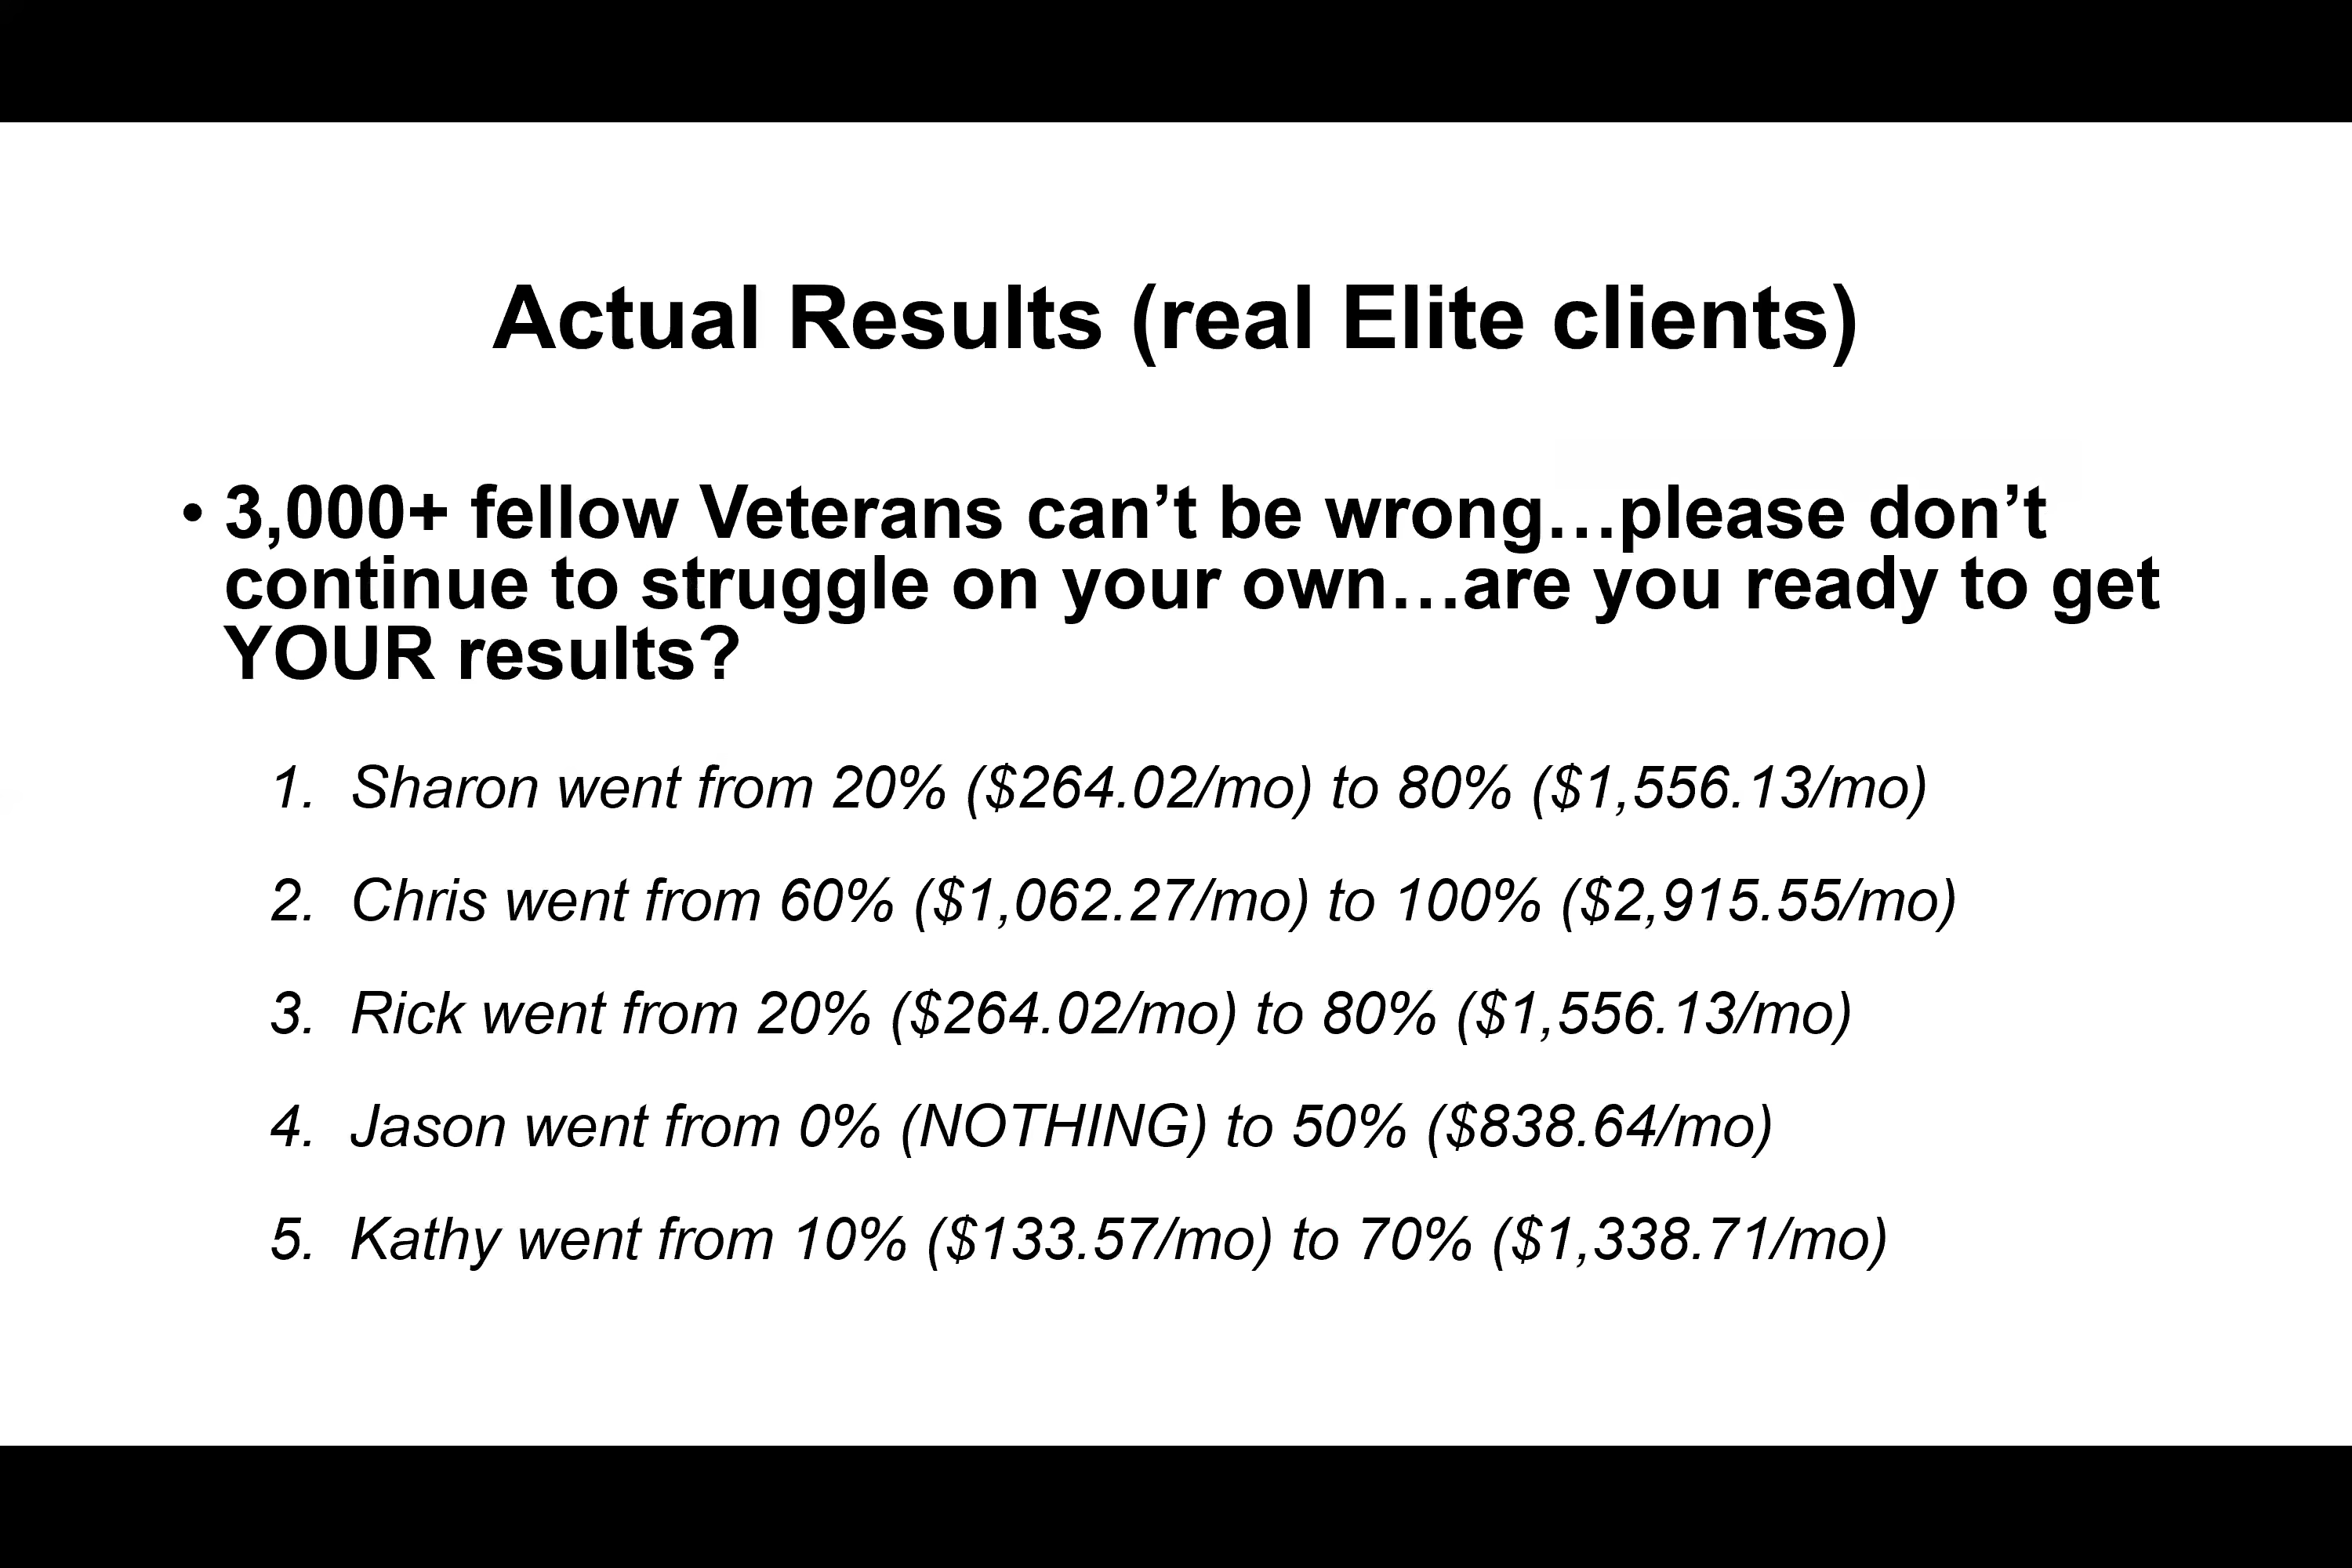 Actual Results (real Elite clients)
• 3,000+ fellow Veterans can’t be wrong…please don’t
continue to struggle on your own…are you ready to get
YOUR results?
1. Sharon went from 20% ($264.02/mo) to 80% ($1,556.13/mo)
2. Chris went from 60% ($1,062.27/mo) to 100% ($2,915.55/mo)
3. Rick went from 20% ($264.02/mo) to 80% ($1,556.13/mo)
4. Jason went from 0% (NOTHING) to 50% ($838.64/mo)
5. Kathy went from 10% ($133.57/mo) to 70% ($1,338.71/mo)